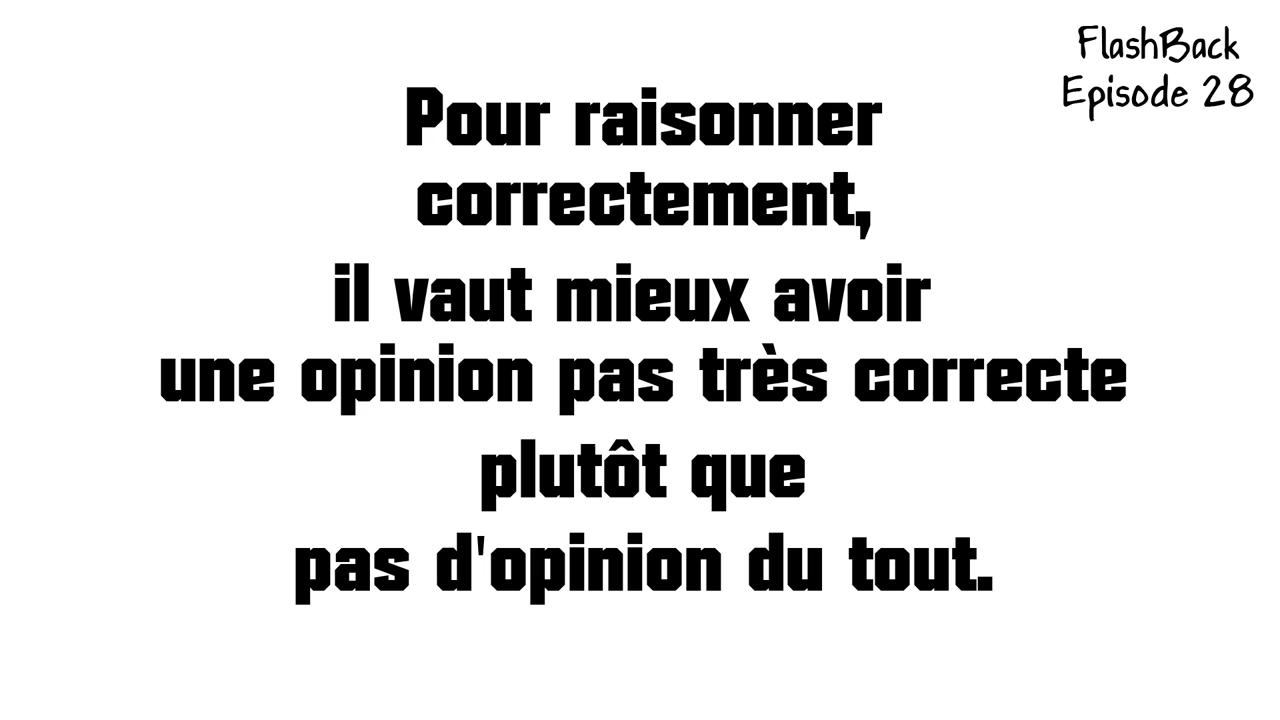 FlashBack
Episode 28
Pour raisonner
correctement,
il vaut mieux avoir
une opinion pas très correcte
plutôt que
pas d'opinion du tout.